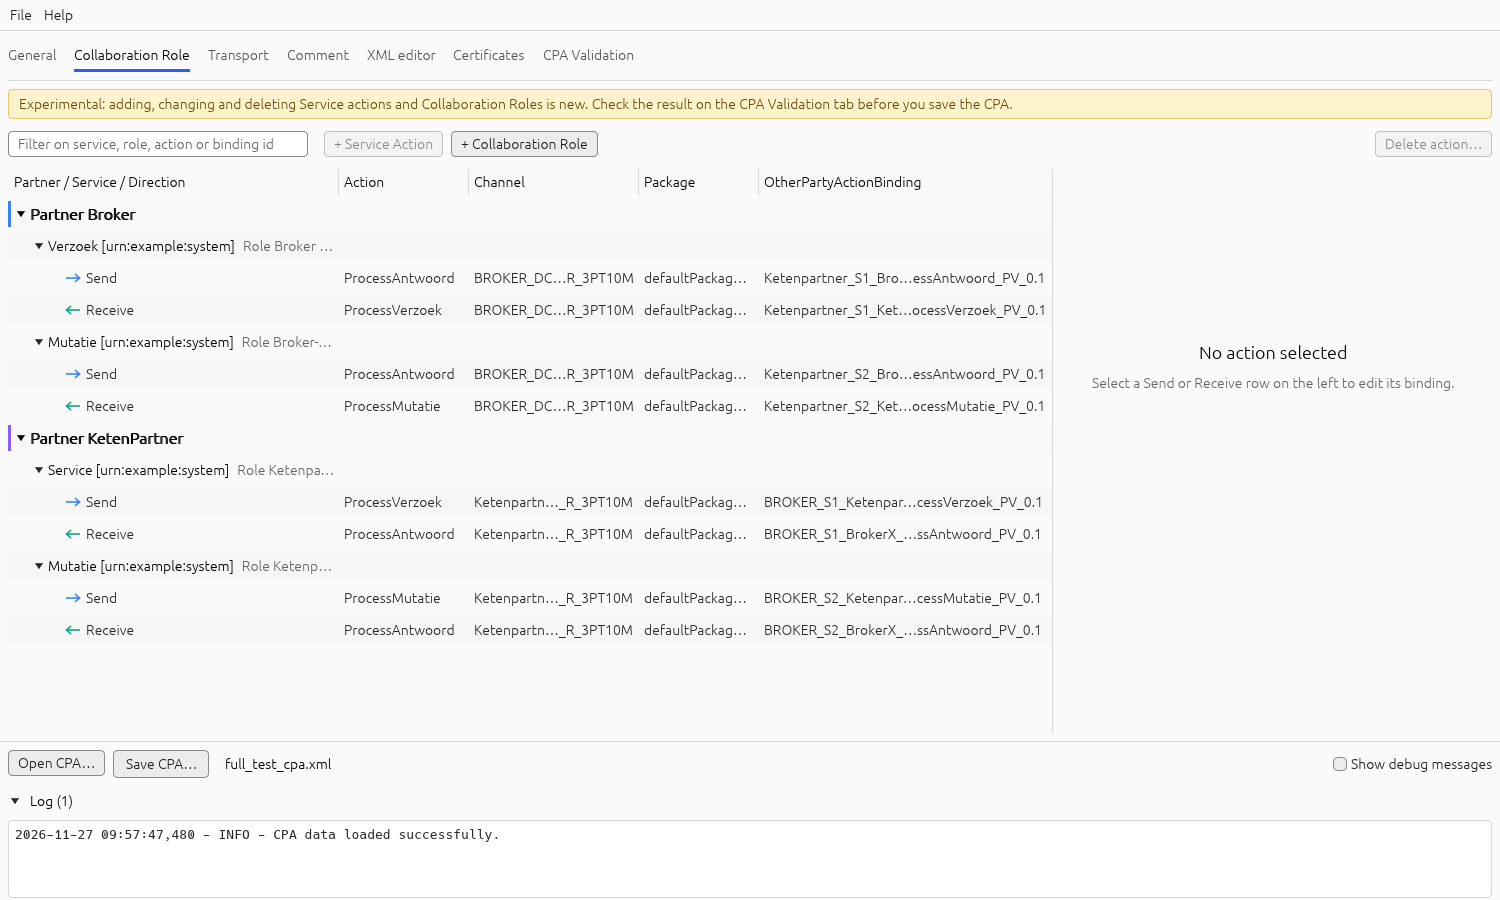 File Help
General Collaboration Role Transport Comment XML editor Certificates CPA Validation
Experimental: adding, changing and deleting Service actions and Collaboration Roles is new. Check the result on the CPA Validation tab before you save the CPA.
Filter on service, role, action or binding id + Service Action + Collaboration Role Delete action…
Partner / Service / Direction Action Channel Package OtherPartyActionBinding
Partner Broker
Verzoek [urn:example:system] Role Broker …
Send ProcessAntwoord BROKER_DC…R_3PT10M defaultPackag… Ketenpartner_S1_Bro…essAntwoord_PV_0.1
Receive ProcessVerzoek BROKER_DC…R_3PT10M defaultPackag… Ketenpartner_S1_Ket…ocessVerzoek_PV_0.1
Mutatie [urn:example:system] Role Broker-…
Send ProcessAntwoord BROKER_DC…R_3PT10M defaultPackag… Ketenpartner_S2_Bro…essAntwoord_PV_0.1
Receive ProcessMutatie BROKER_DC…R_3PT10M defaultPackag… Ketenpartner_S2_Ket…ocessMutatie_PV_0.1
Partner KetenPartner
Service [urn:example:system] Role Ketenpa…
Send ProcessVerzoek Ketenpartn…_R_3PT10M defaultPackag… BROKER_S1_Ketenpar…cessVerzoek_PV_0.1
Receive ProcessAntwoord Ketenpartn…_R_3PT10M defaultPackag… BROKER_S1_BrokerX_…ssAntwoord_PV_0.1
Mutatie [urn:example:system] Role Ketenp…
Send ProcessMutatie Ketenpartn…_R_3PT10M defaultPackag… BROKER_S2_Ketenpar…cessMutatie_PV_0.1
Receive ProcessAntwoord Ketenpartn…_R_3PT10M defaultPackag… BROKER_S2_BrokerX_…ssAntwoord_PV_0.1
No action selected
Select a Send or Receive row on the left to edit its binding.
Open CPA… Save CPA… full_test_cpa.xml Show debug messages
Log (1)
2026-11-27 09:57:47,480 - INFO - CPA data loaded successfully.